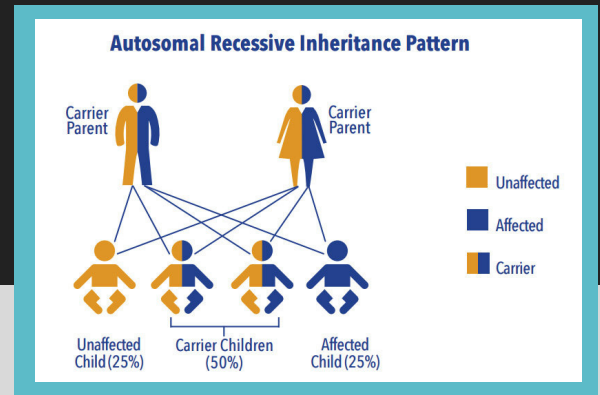 Autosomal Recessive Inheritance Pattern
Carrier
Parent
Carrier
Parent
Unaffected
Affected
Carrier
Unaffected
Child (25%)
Carrier Children
(50%)
Affected
Child (25%)